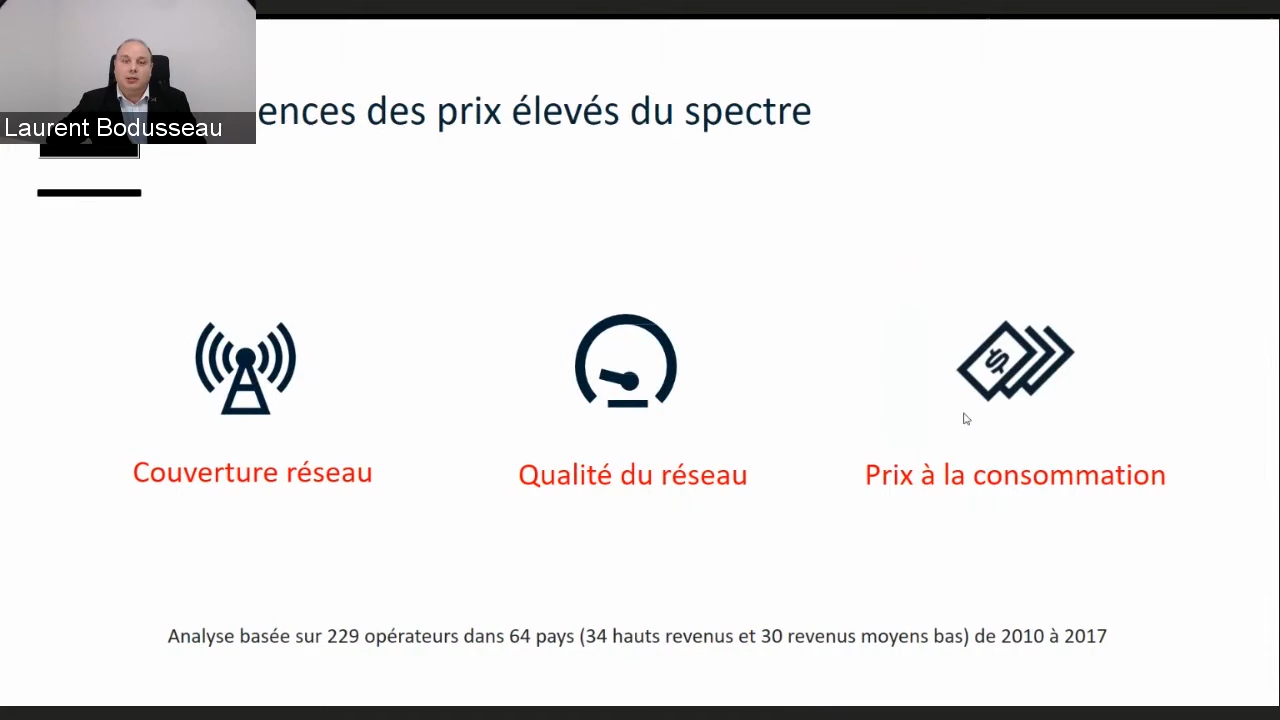 Laurent Bodusseau
ences des prix élevés du spectre
Couverture réseau
Qualité du réseau
Prix à la consommation
Analyse basée sur 229 opérateurs dans 64 pays (34 hauts revenus et 30 revenus moyens bas) de 2010 à 2017